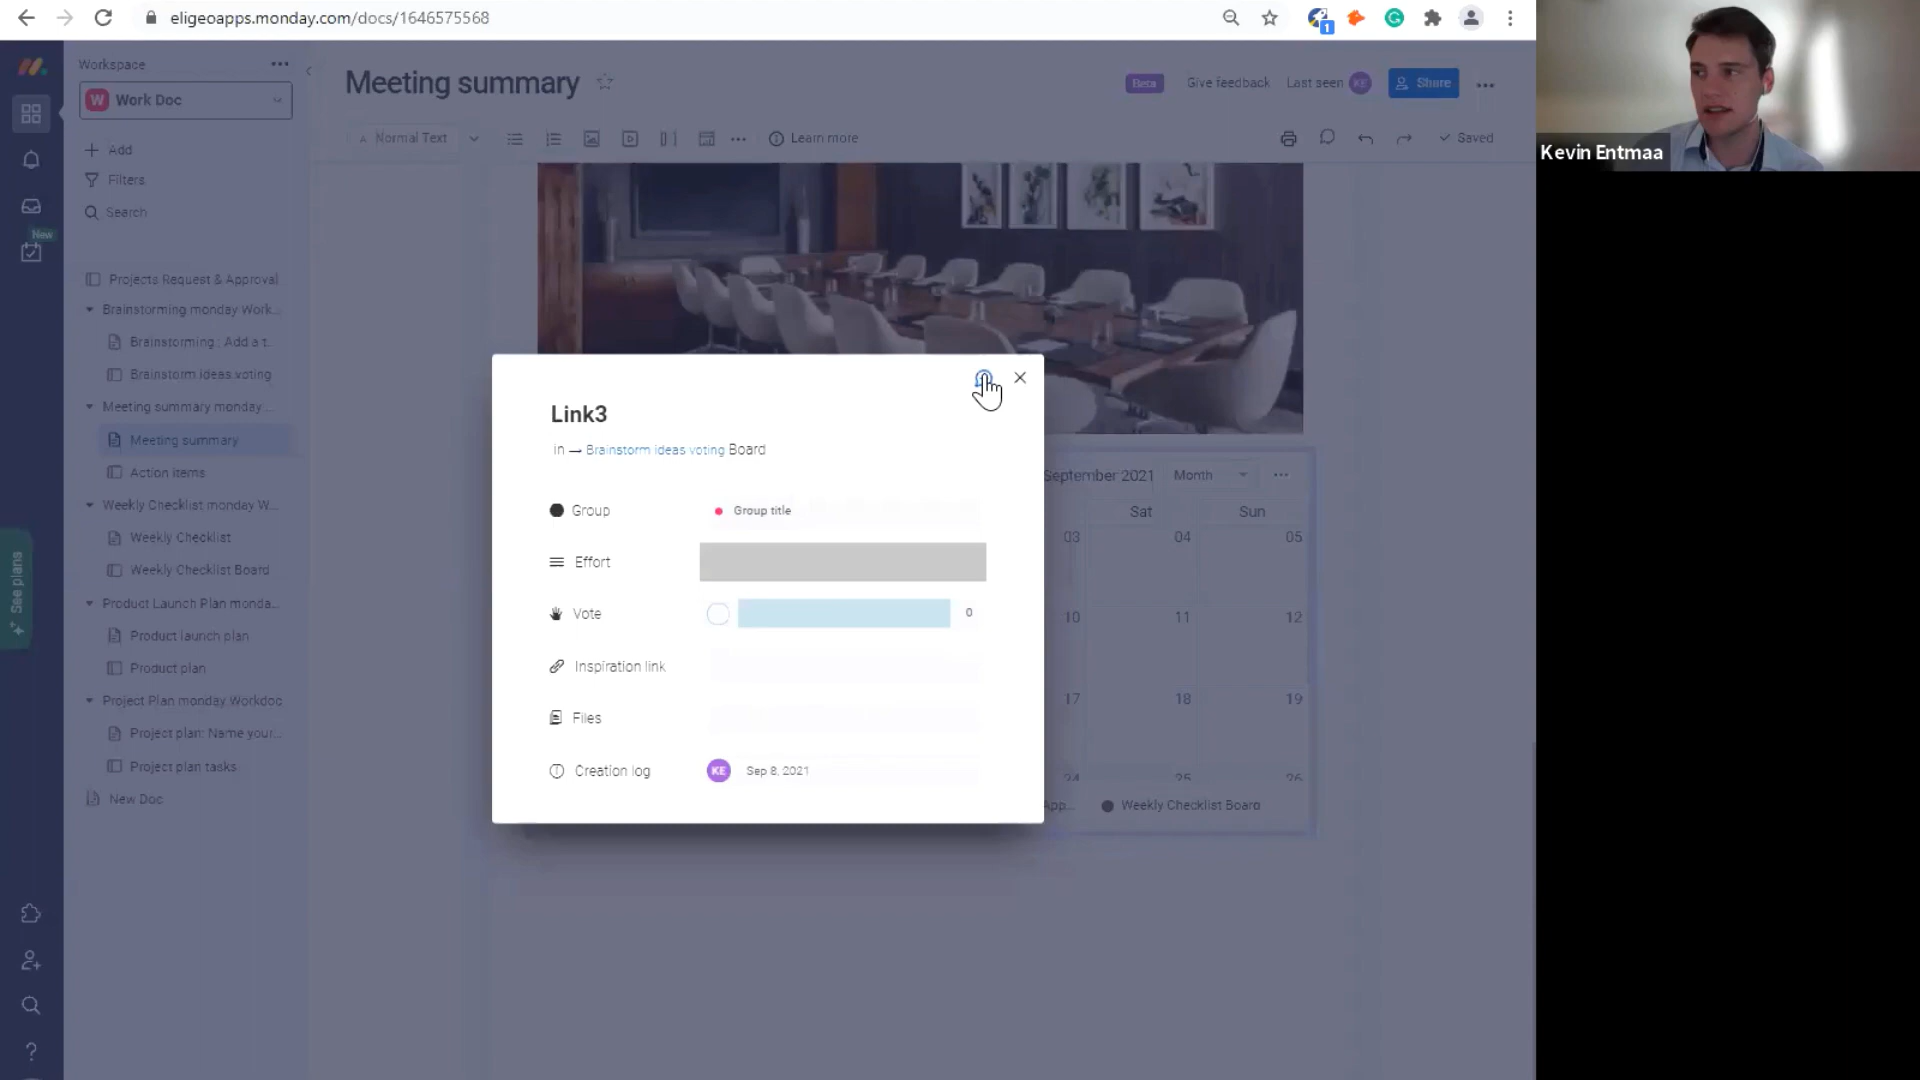 eligeoapps.monday.com/docs/1646575568
1
Kevin Entmaa
Workspace
W Work Doc
Add
Filters
Search
New
Projects Request & Approval
Brainstorming monday Work...
Brainstorming : Add a t...
Brainstorm ideas voting
Meeting summary monday ...
Meeting summary
Action items
Weekly Checklist monday W...
Weekly Checklist
Weekly Checklist Board
Product Launch Plan monda...
Product launch plan
Product plan
Project Plan monday Workdoc
Project plan: Name your...
Project plan tasks
New Doc
See plans
Meeting summary
Beta
Give feedback
Last seen KE
Share
Normal Text
Learn more
Saved
Link3
in → Brainstorm ideas voting Board
Group
Group title
Effort
Vote
0
Inspiration link
Files
Creation log
KE Sep 8, 2021
September 2021 Month
Sat Sun
03 04 05
10 11 12
17 18 19
24 25 26
App... Weekly Checklist Board